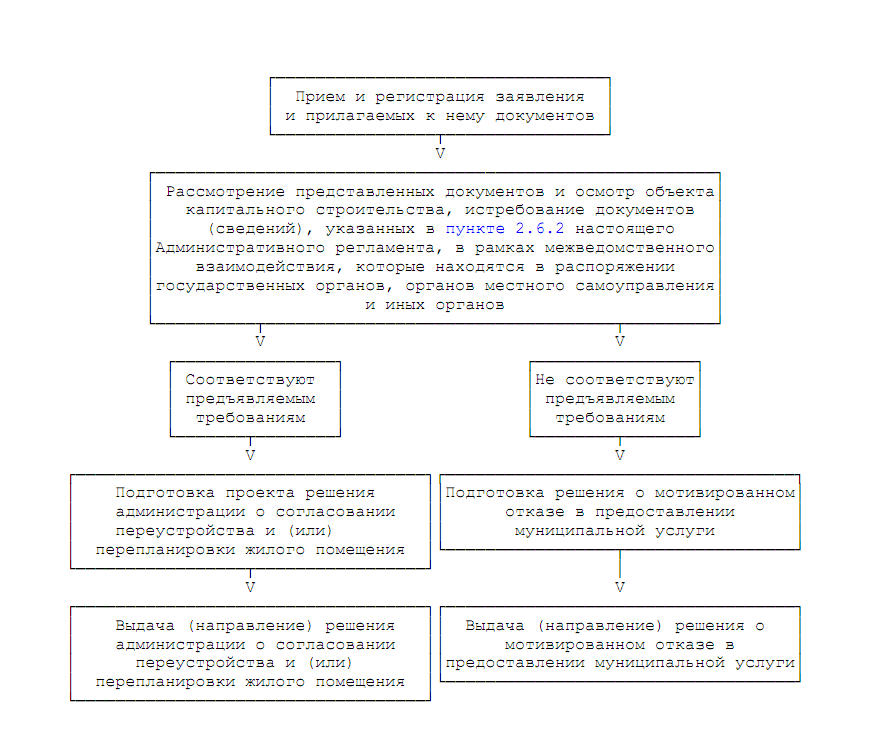 Прием и регистрация заявления
и прилагаемых к нему документов
V
Рассмотрение представленных документов и осмотр объекта
капитального строительства, истребование документов
(сведений), указанных в пункте 2.6.2 настоящего
Административного регламента, в рамках межведомственного
взаимодействия, которые находятся в распоряжении
государственных органов, органов местного самоуправления
и иных органов
V
V
Соответствуют
предъявляемым
требованиям
V
Не соответствуют
предъявляемым
требованиям
V
Подготовка проекта решения
администрации о согласовании
переустройства и (или)
перепланировки жилого помещения
V
Подготовка решения о мотивированном
отказе в предоставлении
муниципальной услуги
V
Выдача (направление) решения
администрации о согласовании
переустройства и (или)
перепланировки жилого помещения
Выдача (направление) решения о
мотивированном отказе в
предоставлении муниципальной услуги